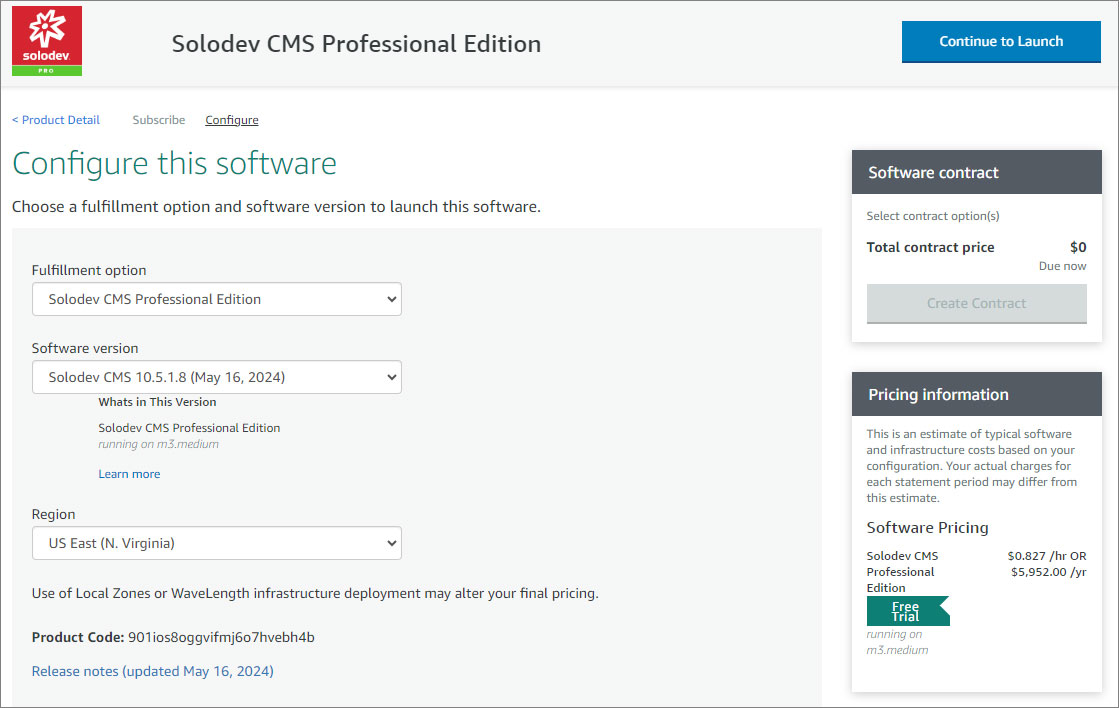 solodev
PRO
Solodev CMS Professional Edition
Continue to Launch
< Product Detail
Subscribe
Configure
Configure this software
Choose a fulfillment option and software version to launch this software.
Fulfillment option
Solodev CMS Professional Edition
Software version
Solodev CMS 10.5.1.8 (May 16, 2024)
Whats in This Version
Solodev CMS Professional Edition
running on m3.medium
Learn more
Region
US East (N. Virginia)
Use of Local Zones or WaveLength infrastructure deployment may alter your final pricing.
Product Code: 901ios8oggvifmj6o7hvebh4b
Release notes (updated May 16, 2024)
Software contract
Select contract option(s)
Total contract price $0
Due now
Create Contract
Pricing information
This is an estimate of typical software
and infrastructure costs based on your
configuration. Your actual charges for
each statement period may differ from
this estimate.
Software Pricing
Solodev CMS $0.827 /hr OR
Professional $5,952.00 /yr
Edition
Free
Trial
running on
m3.medium